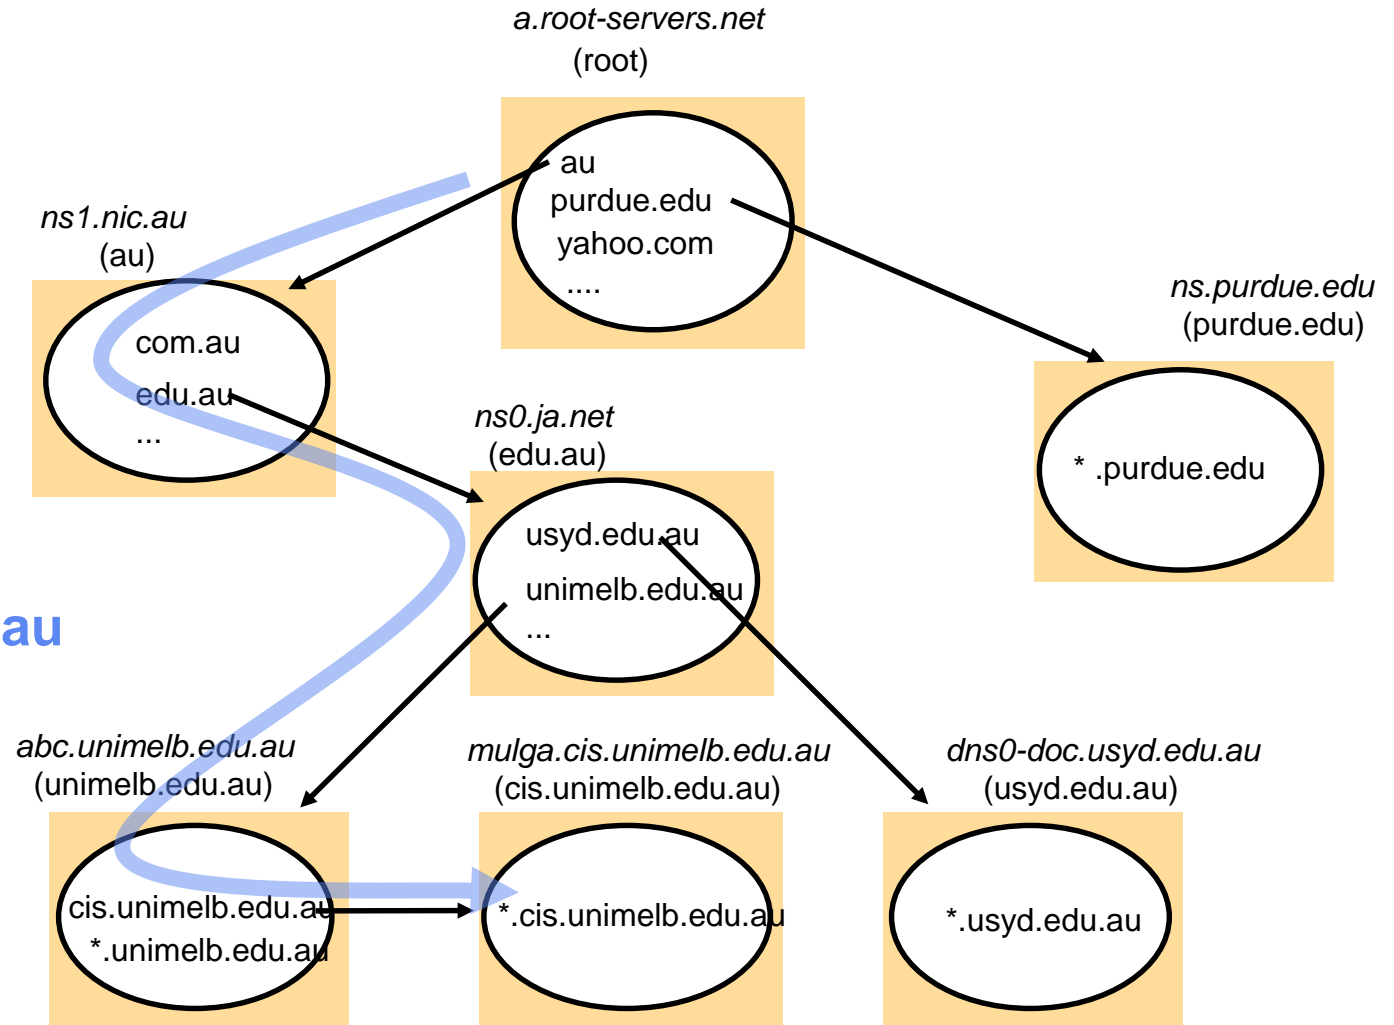 a.root-servers.net
(root)
au
purdue.edu
yahoo.com
....
ns1.nic.au
(au)
com.au
edu.au
...
ns.purdue.edu
(purdue.edu)
* .purdue.edu
ns0.ja.net
(edu.au)
usyd.edu.au
unimelb.edu.au
...
au
abc.unimelb.edu.au
(unimelb.edu.au)
cis.unimelb.edu.au
*.unimelb.edu.au
mulga.cis.unimelb.edu.au
(cis.unimelb.edu.au)
*.cis.unimelb.edu.au
dns0-doc.usyd.edu.au
(usyd.edu.au)
*.usyd.edu.au